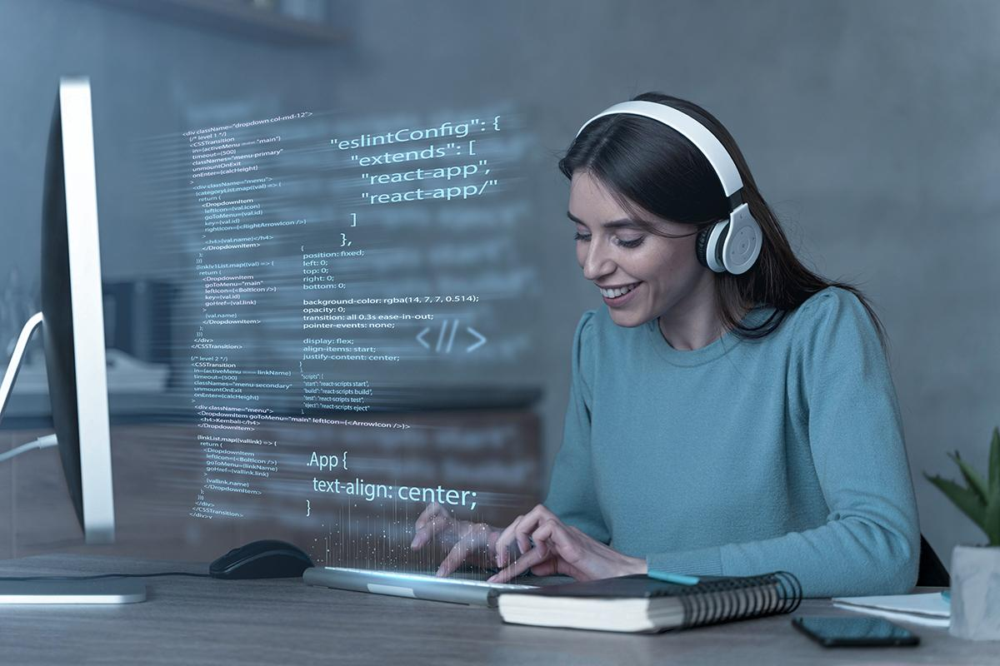 <div className="dropdown col-md-12">
{/* level 1 */}
<CSSTransition
in={activeMenu === "main"}
timeout={500}
classNames="menu-primary"
unmountOnExit
onEnter={calcHeight}
>
<div className="menu">
{categoryList.map((val) => (
return (
<DropdownItem
leftIcon={val.icon}
goToMenu={val.id}
key={val.id}
rightIcon={<RightArrowIcon />}
>
<h4>{val.name}</h4>
</DropdownItem>
);
}))
{linklv1List.map((val) => (
return (
<DropdownItem
goToMenu="main"
leftIcon={<BoltIcon />}
key={val.id}
goHref={val.link}
>
{val.name}
</DropdownItem>
);
}))
</div>
</CSSTransition>
{/* level 2 */}
<CSSTransition
in={activeMenu === linkName}
timeout={500}
classNames="menu-secondary"
unmountOnExit
onEnter={calcHeight}
>
<div className="menu">
<DropdownItem goToMenu="main" leftIcon={<ArrowIcon />}>
<h4>Kembali</h4>
</DropdownItem>
{linkList.map((vallink) => (
return (
<DropdownItem
leftIcon={<BoltIcon />}
goToMenu={linkName}
goHref={vallink.link}
>
{vallink.name}
</DropdownItem>
);
}))
</div>
</CSSTransition>
</div>v
"eslintConfig": {
"extends": [
"react-app",
"react-app/"
]
},
{
position: fixed;
left: 0;
top: 0;
right: 0;
bottom: 0;
background-color: rgba(14, 7, 7, 0.514);
opacity: 0;
transition: all 0.3s ease-in-out;
pointer-events: none;
display: flex;
align-items: start;
justify-content: center;
}
"scripts": {
"start": "react-scripts start",
"build": "react-scripts build",
"test": "react-scripts test",
"eject": "react-scripts eject"
},
<//>
.App {
text-align: center;
}